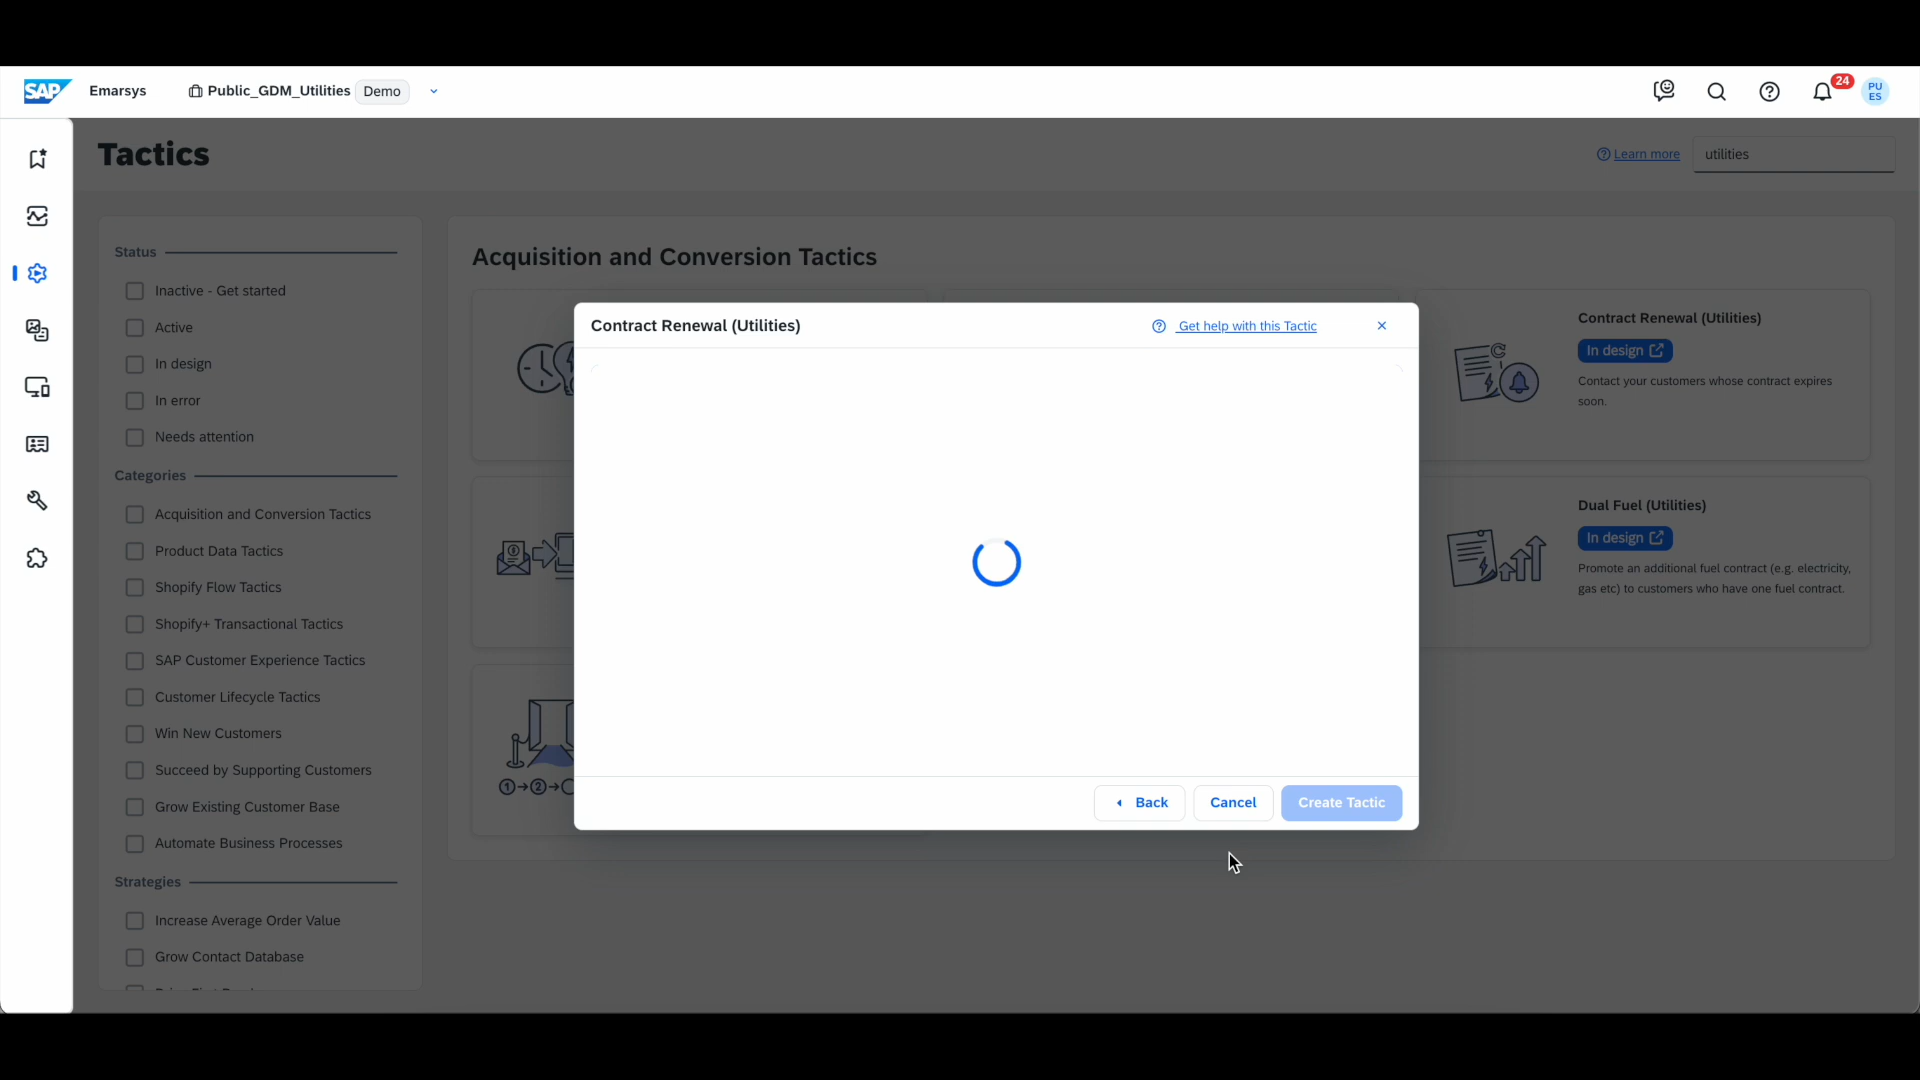 SAP Emarsys Public_GDM_Utilities Demo 24 PU
ES
Tactics
Learn more
utilities
Status
Inactive - Get started
Active
In design
In error
Needs attention
Categories
Acquisition and Conversion Tactics
Product Data Tactics
Shopify Flow Tactics
Shopify+ Transactional Tactics
SAP Customer Experience Tactics
Customer Lifecycle Tactics
Win New Customers
Succeed by Supporting Customers
Grow Existing Customer Base
Automate Business Processes
Strategies
Increase Average Order Value
Grow Contact Database
Acquisition and Conversion Tactics
Contract Renewal (Utilities)
Get help with this Tactic
Back
Cancel
Create Tactic
Contract Renewal (Utilities)
In design
Contact your customers whose contract expires
soon.
Dual Fuel (Utilities)
In design
Promote an additional fuel contract (e.g. electricity,
gas etc) to customers who have one fuel contract.
1 2